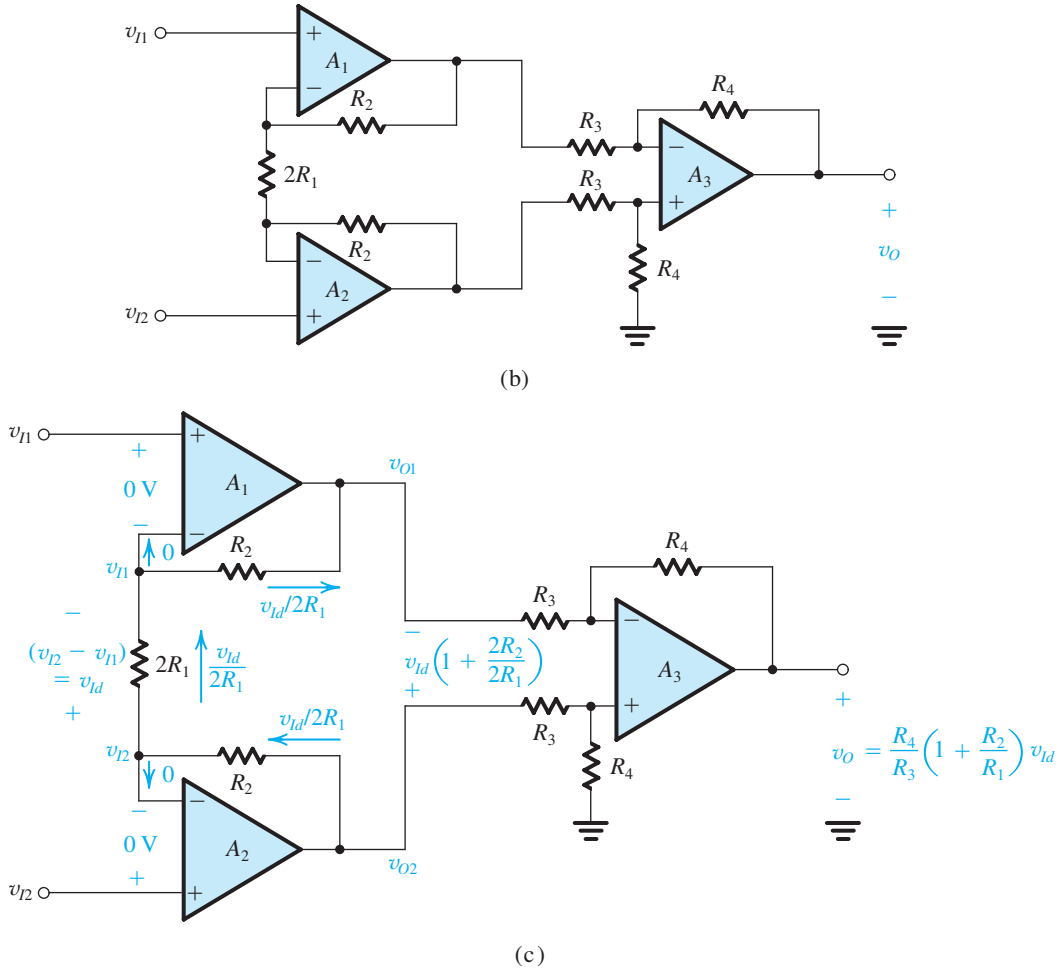 v_{I1}
+
A_1
−
R_2
2R_1
R_2
−
A_2
+
v_{I2}
R_3
R_3
R_4
−
A_3
+
R_4
+
v_O
−
(b)
v_{I1}
+
0 V
−
+
A_1
−
0
v_{I1}
R_2
v_{Id}/2R_1
v_{O1}
−
(v_{I2} − v_{I1})
= v_{Id}
+
2R_1
v_{Id}/2R_1
v_{I2}
0
v_{Id}/2R_1
R_2
−
0 V
+
−
A_2
+
v_{I2}
v_{O2}
−
v_{Id}(1 + 2R_2/2R_1)
+
R_3
R_3
R_4
−
A_3
+
R_4
+
v_O = R_4/R_3 (1 + R_2/R_1) v_{Id}
−
(c)